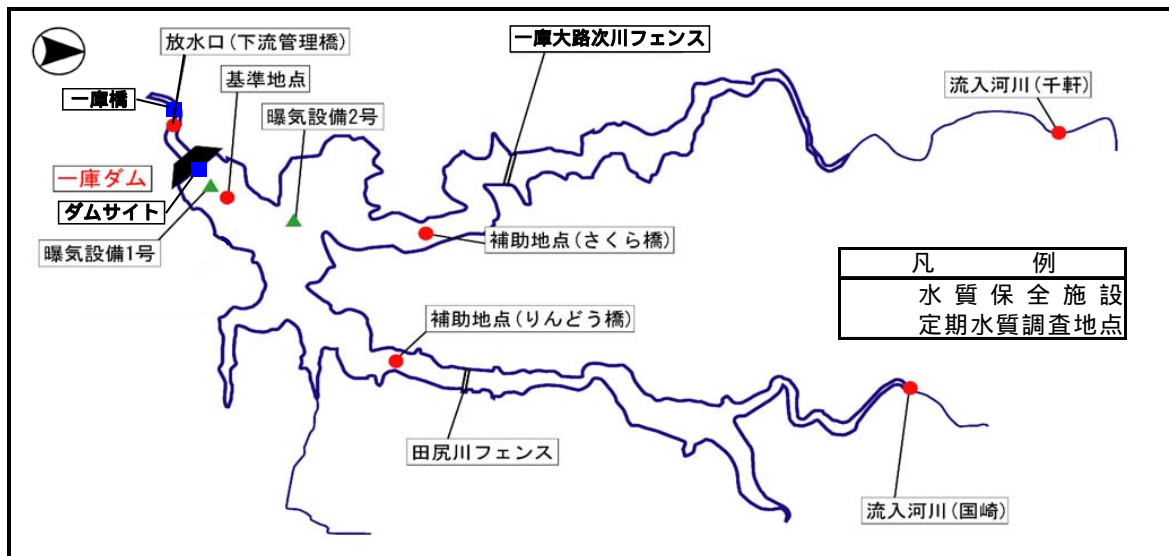 放水口(下流管理橋)
一庫大路次川フェンス
基準地点
流入河川(千軒)
一庫橋
曝気設備2号
一庫ダム
ダムサイト
補助地点(さくら橋)
曝気設備1号
凡 例
水質保全施設
定期水質調査地点
補助地点(りんどう橋)
田尻川フェンス
流入河川(国崎)